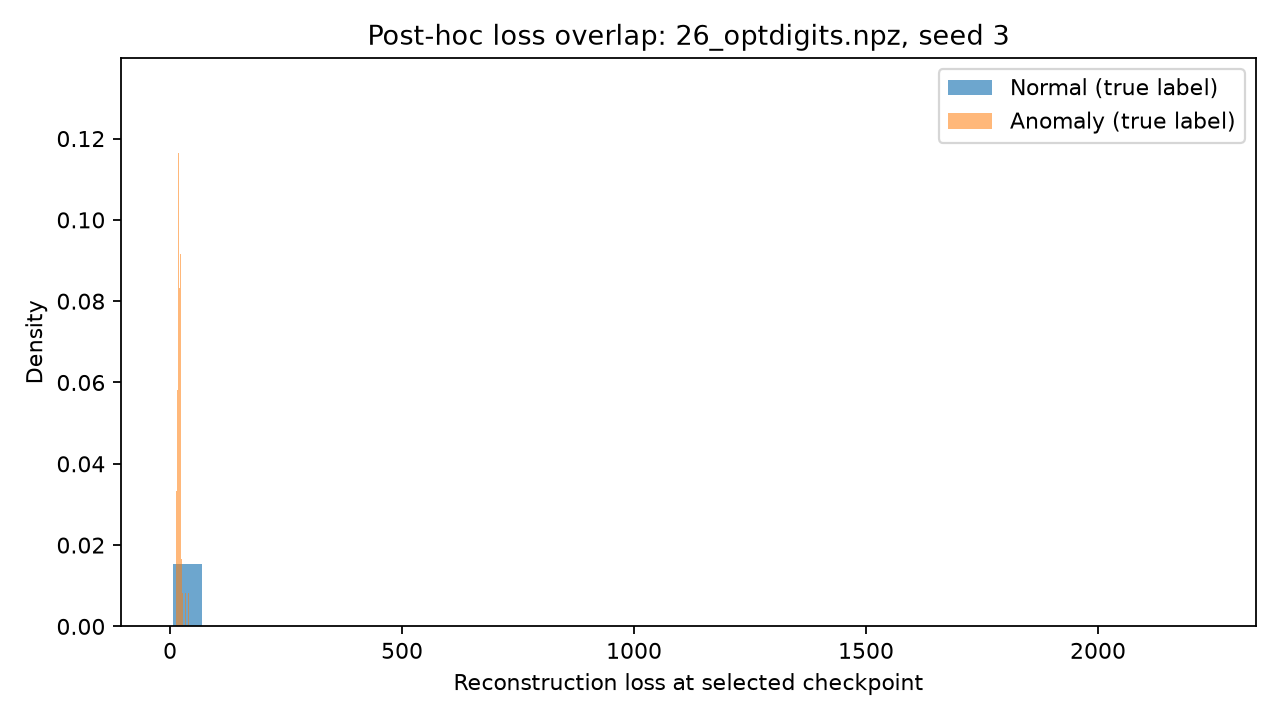 Post-hoc loss overlap: 26_optdigits.npz, seed 3
Normal (true label)
Anomaly (true label)
0.12
0.10
0.08
0.06
0.04
0.02
0.00
Density
0
500
1000
1500
2000
Reconstruction loss at selected checkpoint